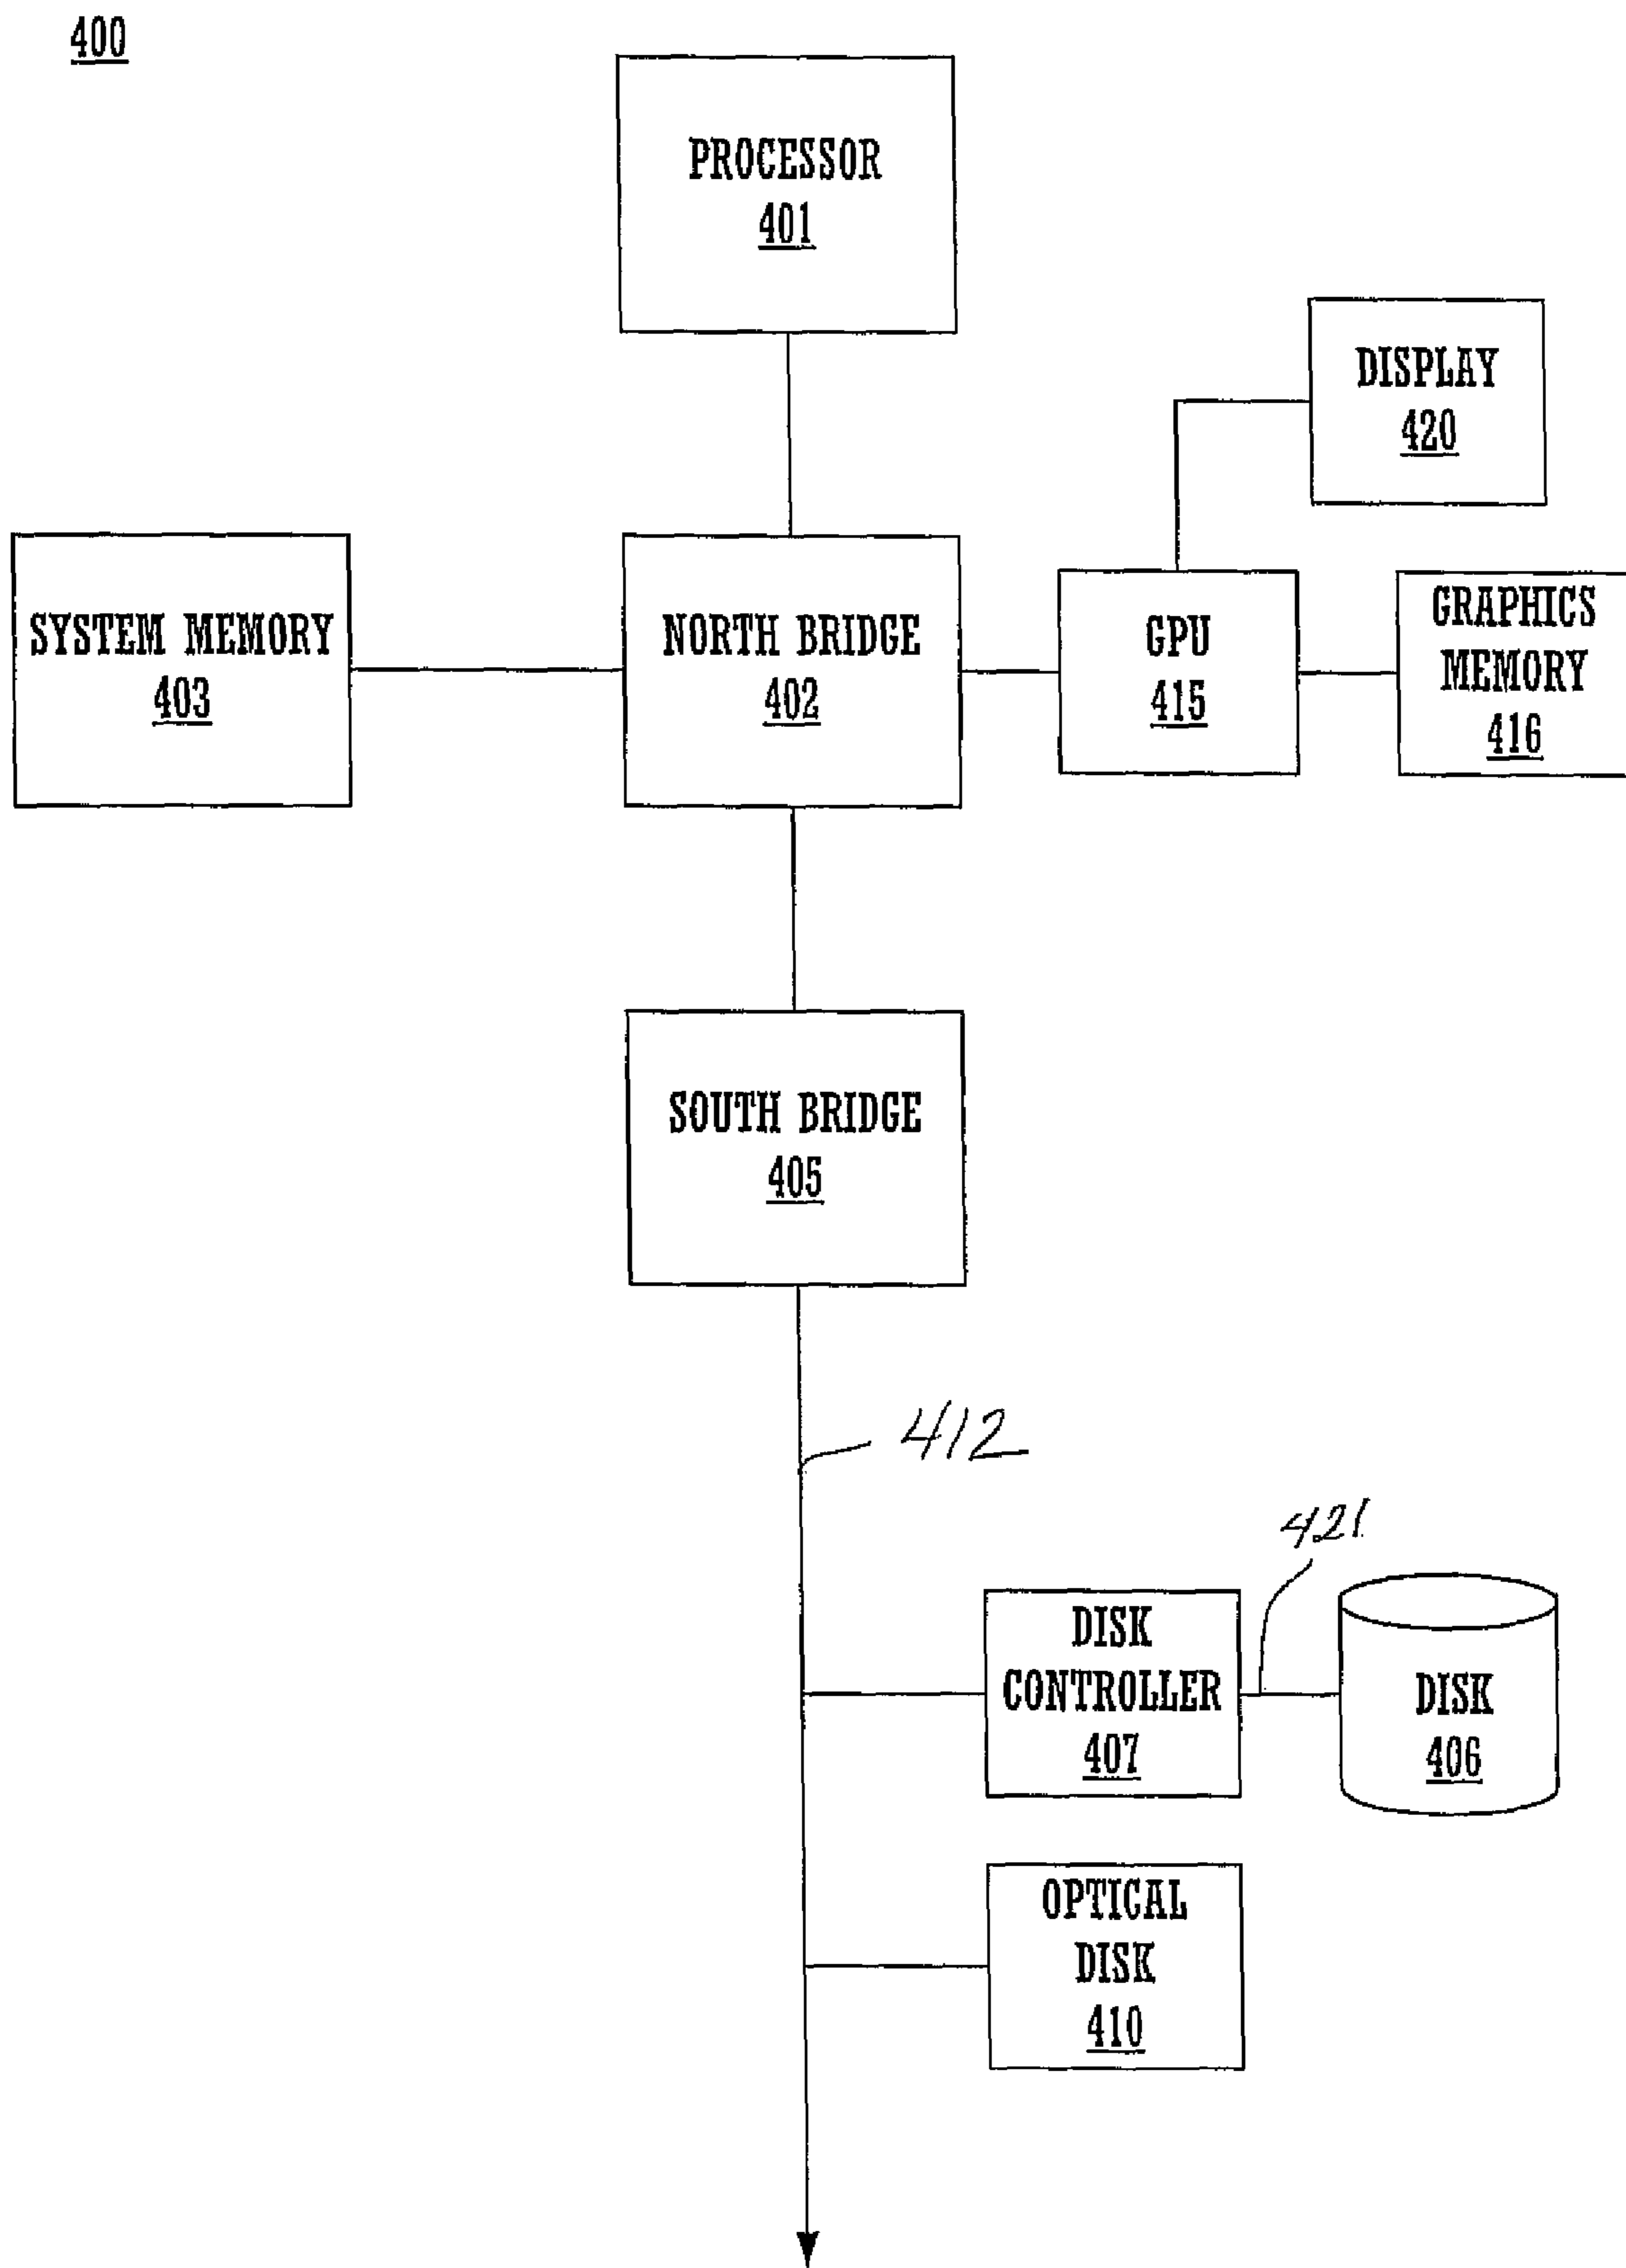 400
PROCESSOR
401
DISPLAY
420
SYSTEM MEMORY
403
NORTH BRIDGE
402
GPU
415
GRAPHICS
MEMORY
416
SOUTH BRIDGE
405
412
421
DISK
CONTROLLER
407
DISK
406
OPTICAL
DISK
410